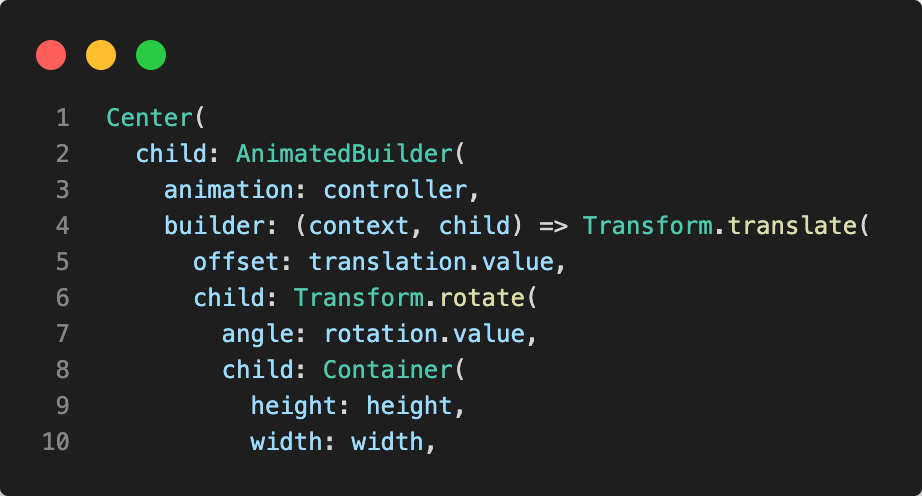 1 Center(
2 child: AnimatedBuilder(
3 animation: controller,
4 builder: (context, child) => Transform.translate(
5 offset: translation.value,
6 child: Transform.rotate(
7 angle: rotation.value,
8 child: Container(
9 height: height,
10 width: width,